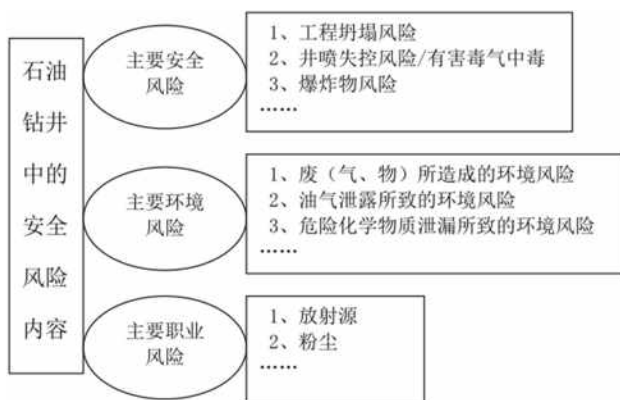 石油
钻井
中的
安全
风险
内容
主要安全
风险
1、工程坍塌风险
2、井喷失控风险/有害毒气中毒
3、爆炸物风险
……
主要环境
风险
1、废（气、物）所造成的环境风险
2、油气泄露所致的环境风险
3、危险化学物质泄漏所致的环境风险
……
主要职业
风险
1、放射源
2、粉尘
……